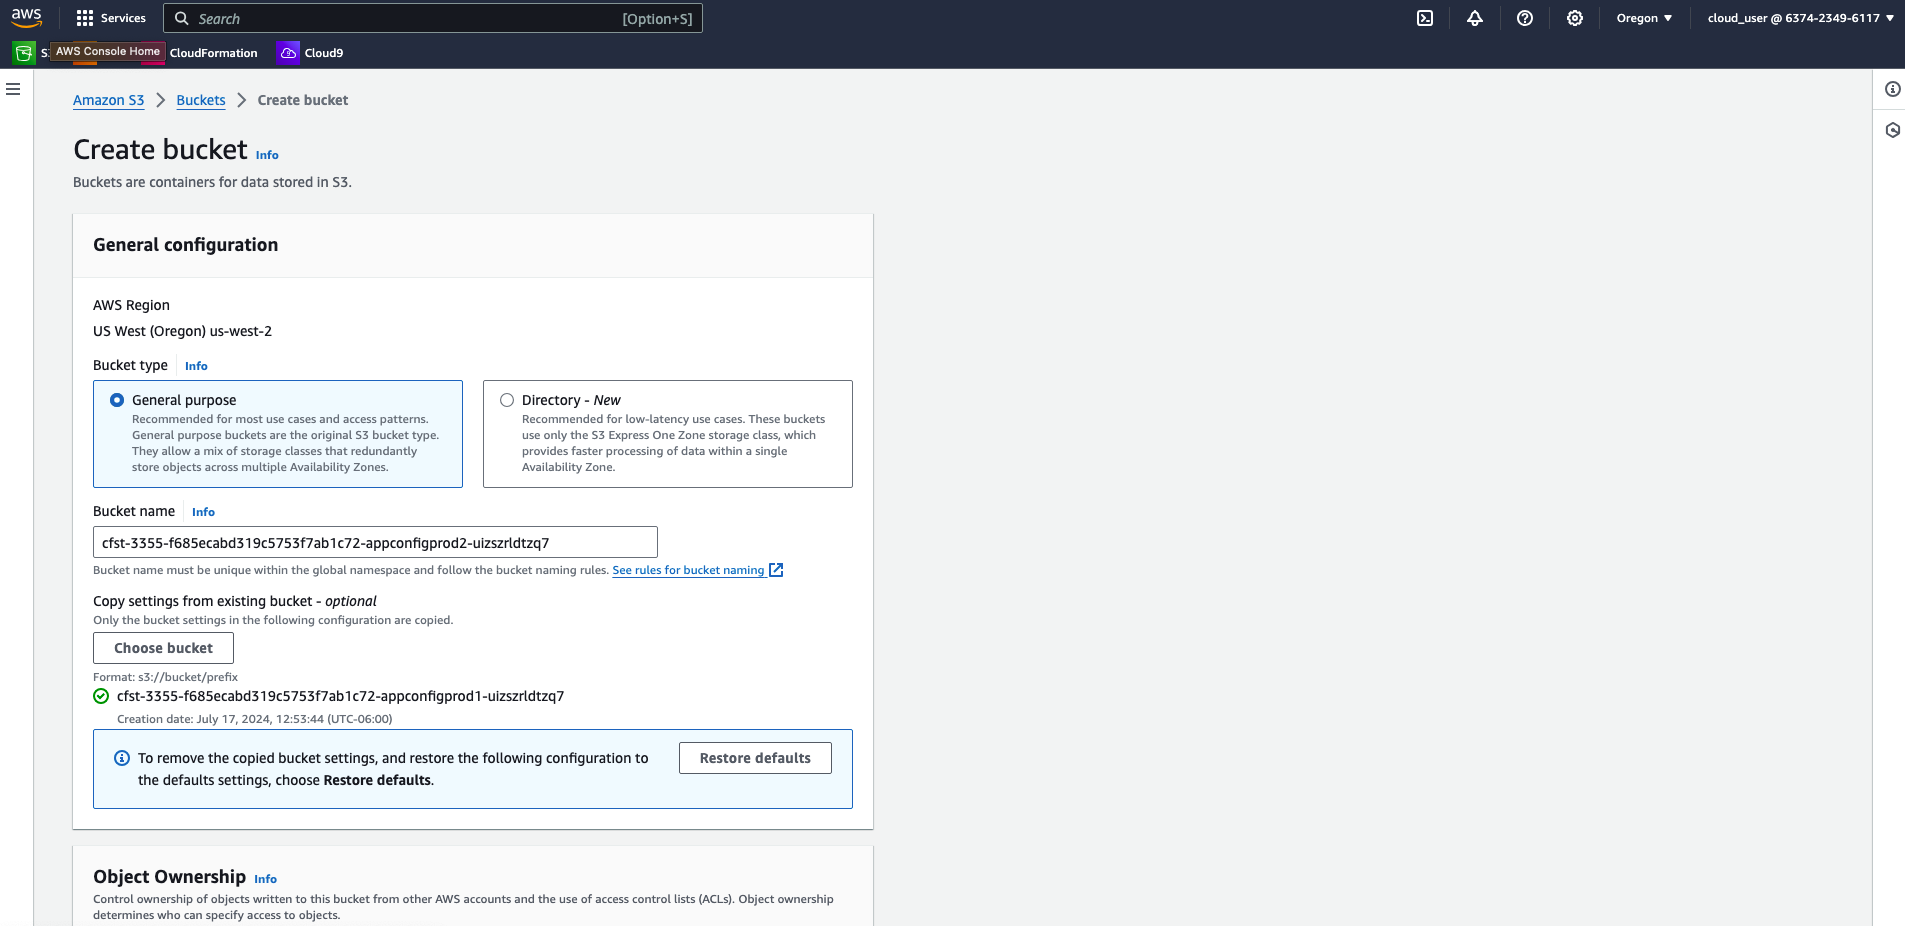 aws
Services
Search
[Option+S]
Oregon
cloud_user @ 6374-2349-6117
AWS Console Home
CloudFormation
Cloud9
Amazon S3
Buckets
Create bucket
Create bucket Info
Buckets are containers for data stored in S3.
General configuration
AWS Region
US West (Oregon) us-west-2
Bucket type Info
General purpose
Recommended for most use cases and access patterns.
General purpose buckets are the original S3 bucket type.
They allow a mix of storage classes that redundantly
store objects across multiple Availability Zones.
Directory - New
Recommended for low-latency use cases. These buckets
use only the S3 Express One Zone storage class, which
provides faster processing of data within a single
Availability Zone.
Bucket name Info
cfst-3355-f685ecabd319c5753f7ab1c72-appconfigprod2-uizszrldtzq7
Bucket name must be unique within the global namespace and follow the bucket naming rules. See rules for bucket naming
Copy settings from existing bucket - optional
Only the bucket settings in the following configuration are copied.
Choose bucket
Format: s3://bucket/prefix
cfst-3355-f685ecabd319c5753f7ab1c72-appconfigprod1-uizszrldtzq7
Creation date: July 17, 2024, 12:53:44 (UTC-06:00)
To remove the copied bucket settings, and restore the following configuration to
the defaults settings, choose Restore defaults.
Restore defaults
Object Ownership Info
Control ownership of objects written to this bucket from other AWS accounts and the use of access control lists (ACLs). Object ownership
determines who can specify access to objects.